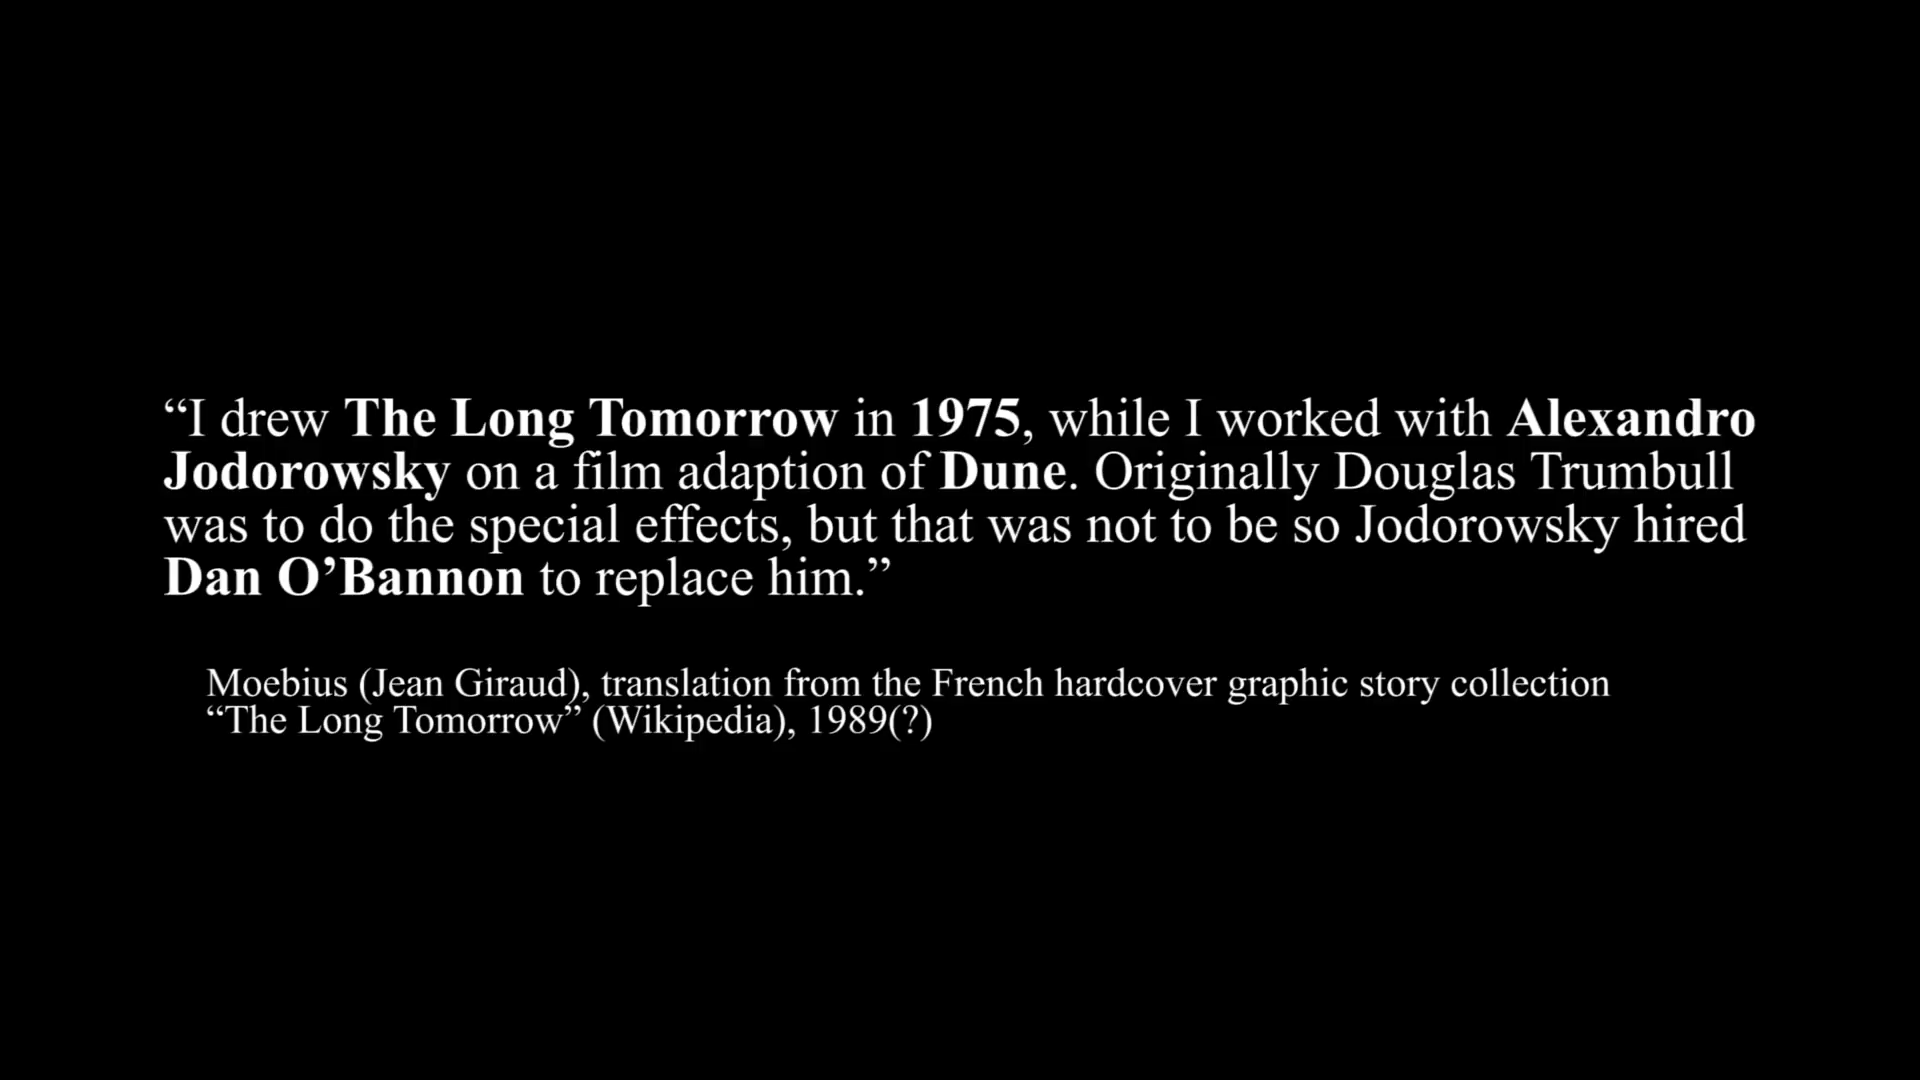 “I drew The Long Tomorrow in 1975, while I worked with Alexandro
Jodorowsky on a film adaption of Dune. Originally Douglas Trumbull
was to do the special effects, but that was not to be so Jodorowsky hired
Dan O’Bannon to replace him.”
Moebius (Jean Giraud), translation from the French hardcover graphic story collection
“The Long Tomorrow” (Wikipedia), 1989(?)